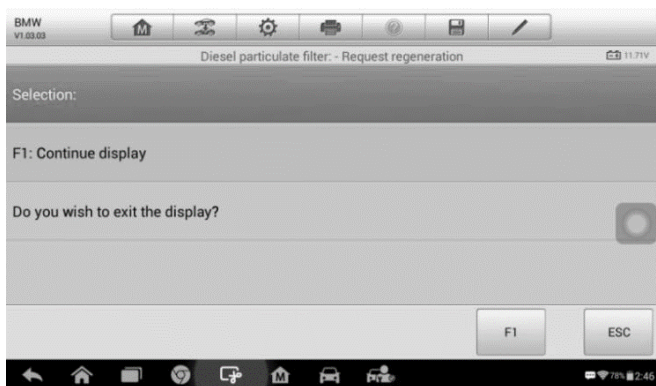 BMW
V1.03.03
Diesel particulate filter: - Request regeneration
11.71V
Selection:
F1: Continue display
Do you wish to exit the display?
F1
ESC
78%
2:46